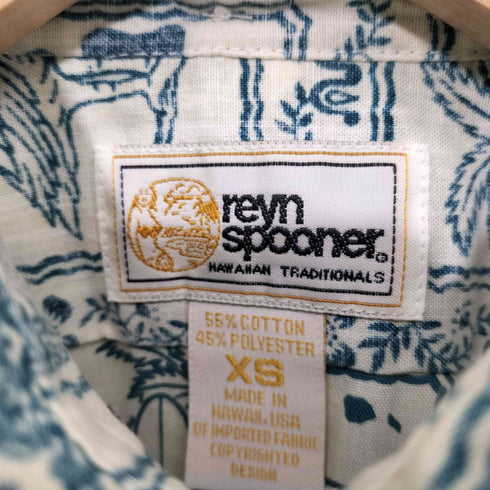 reyn
spooner®
HAWAIIAN TRADITIONALS
55% COTTON
45% POLYESTER
XS
MADE IN
HAWAII, USA
OF IMPORTED FABRIC
COPYRIGHTED
DESIGN